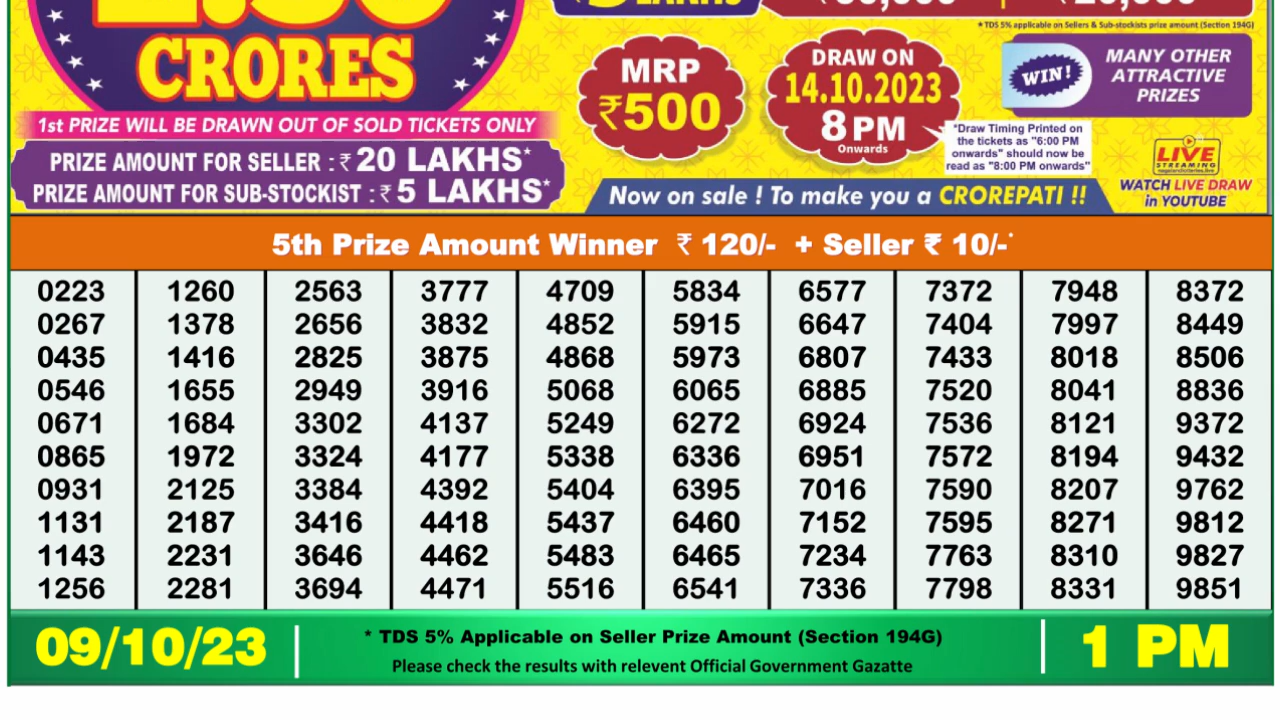 CRORES
1st PRIZE WILL BE DRAWN OUT OF SOLD TICKETS ONLY
PRIZE AMOUNT FOR SELLER : ₹ 20 LAKHS*
PRIZE AMOUNT FOR SUB-STOCKIST : ₹ 5 LAKHS*
LAKHS
* TDS 5% applicable on Sellers & Sub-stockists prize amount (Section 194G)
MRP
₹500
DRAW ON
14.10.2023
8 PM
Onwards
WIN!
MANY OTHER
ATTRACTIVE
PRIZES
*Draw Timing Printed on
the tickets as "6:00 PM
onwards" should now be
read as "8:00 PM onwards"
LIVE
STREAMING
WATCH LIVE DRAW
in YOUTUBE
Now on sale ! To make you a CROREPATI !!
5th Prize Amount Winner ₹ 120/- + Seller ₹ 10/-*
0223 1260 2563 3777 4709 5834 6577 7372 7948 8372
0267 1378 2656 3832 4852 5915 6647 7404 7997 8449
0435 1416 2825 3875 4868 5973 6807 7433 8018 8506
0546 1655 2949 3916 5068 6065 6885 7520 8041 8836
0671 1684 3302 4137 5249 6272 6924 7536 8121 9372
0865 1972 3324 4177 5338 6336 6951 7572 8194 9432
0931 2125 3384 4392 5404 6395 7016 7590 8207 9762
1131 2187 3416 4418 5437 6460 7152 7595 8271 9812
1143 2231 3646 4462 5483 6465 7234 7763 8310 9827
1256 2281 3694 4471 5516 6541 7336 7798 8331 9851
09/10/23
* TDS 5% Applicable on Seller Prize Amount (Section 194G)
Please check the results with relevent Official Government Gazatte
1 PM